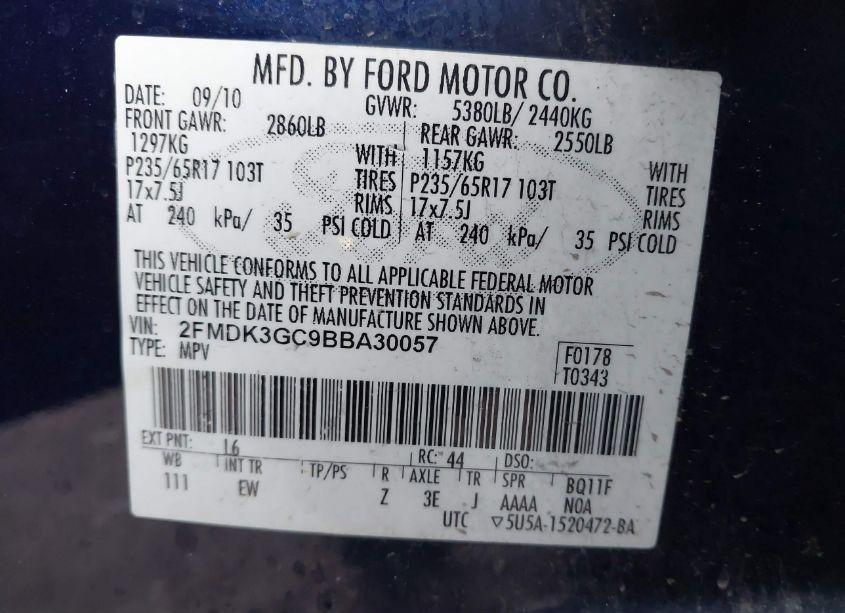 MFD. BY FORD MOTOR CO.
DATE: 09/10 GVWR: 5380LB/ 2440KG
FRONT GAWR: 2860LB REAR GAWR: 2550LB
1297KG WITH 1157KG WITH
P235/65R17 103T TIRES P235/65R17 103T TIRES
17x7.5J RIMS 17x7.5J RIMS
AT 240 kPa/ 35 PSI COLD AT 240 kPa/ 35 PSI COLD
THIS VEHICLE CONFORMS TO ALL APPLICABLE FEDERAL MOTOR
VEHICLE SAFETY AND THEFT PREVENTION STANDARDS IN
EFFECT ON THE DATE OF MANUFACTURE SHOWN ABOVE.
VIN: 2FMDK3GC9BBA30057
TYPE: MPV
F0178
T0343
EXT PNT: L6 RC: 44 DSO:
WB INT TR TP/PS R AXLE TR SPR BQ11F
111 EW Z 3E J AAAA NOA
UTC ▽5U5A-1520472-BA